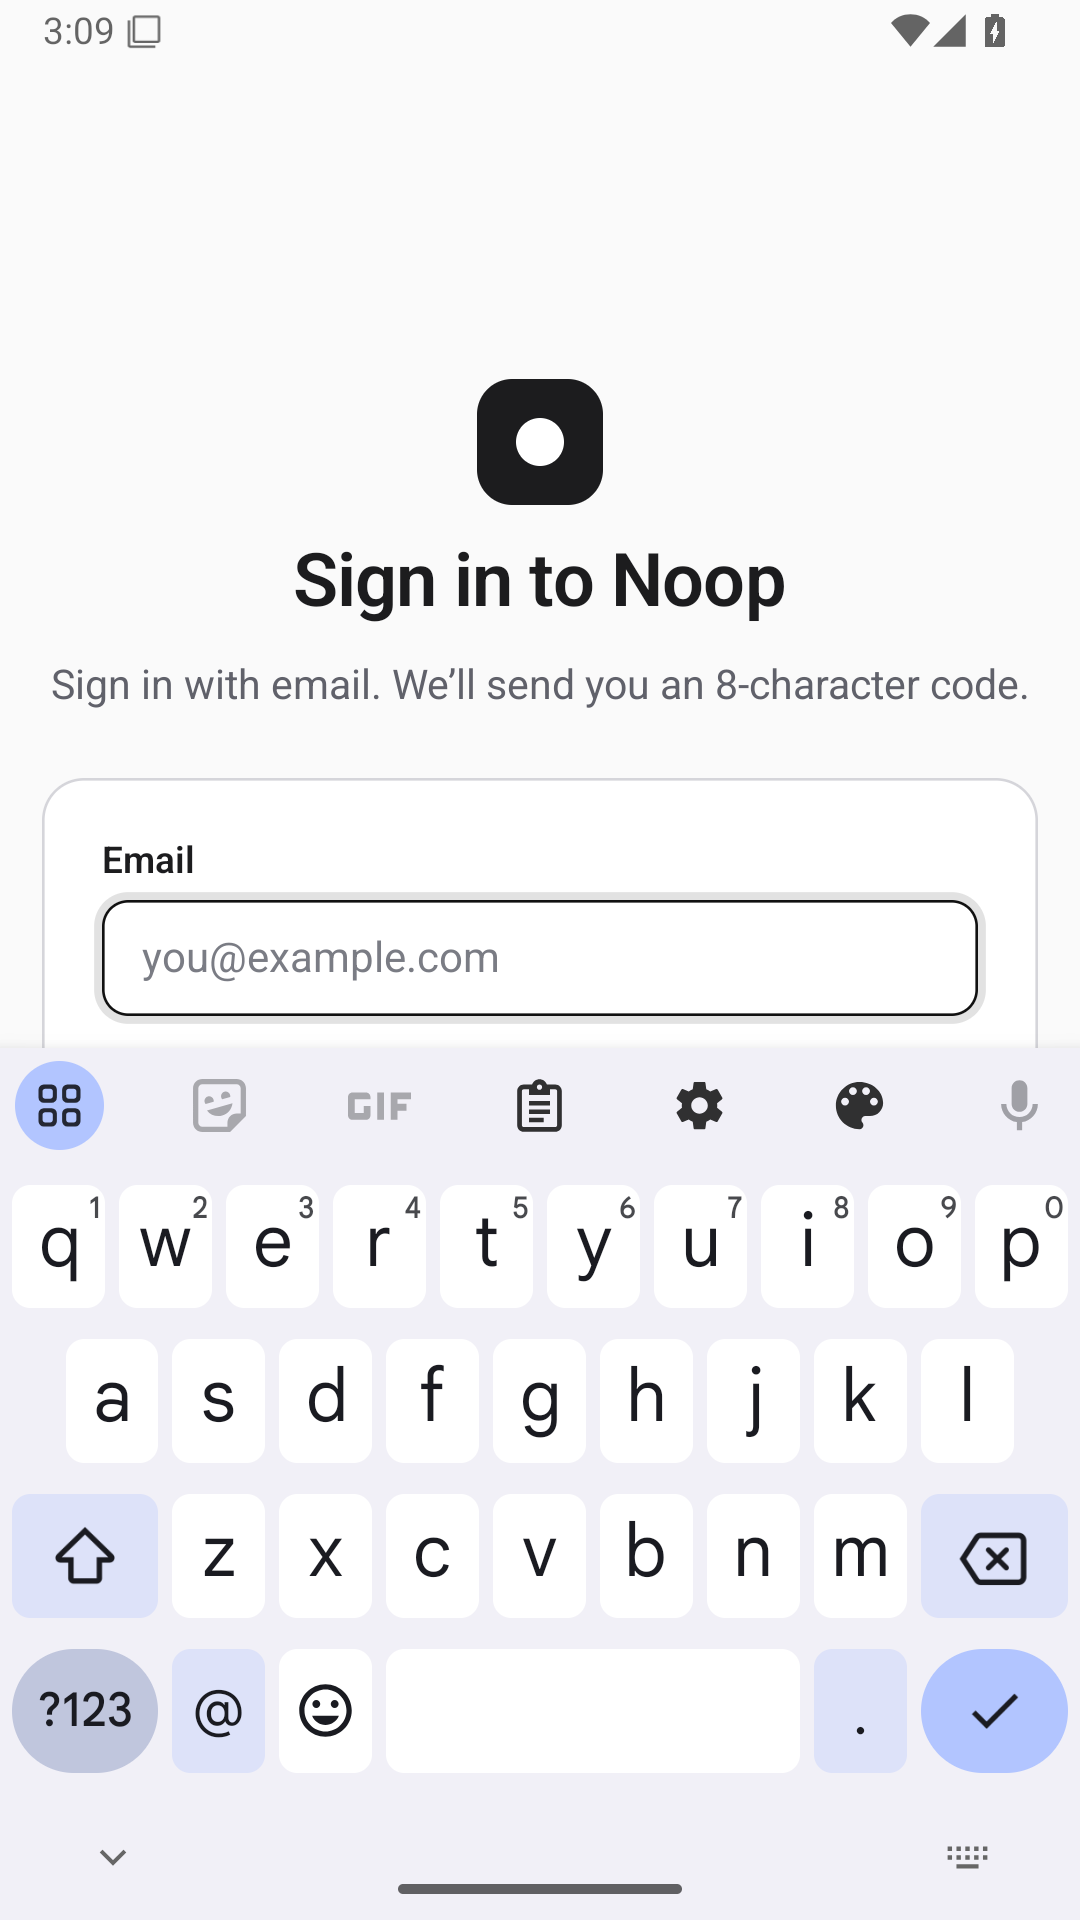 3:09
Sign in to Noop
Sign in with email. We’ll send you an 8-character code.
Email
you@example.com
GIF
q1 w2 e3 r4 t5 y6 u7 i8 o9 p0
a s d f g h j k l
z x c v b n m
?123 @ .